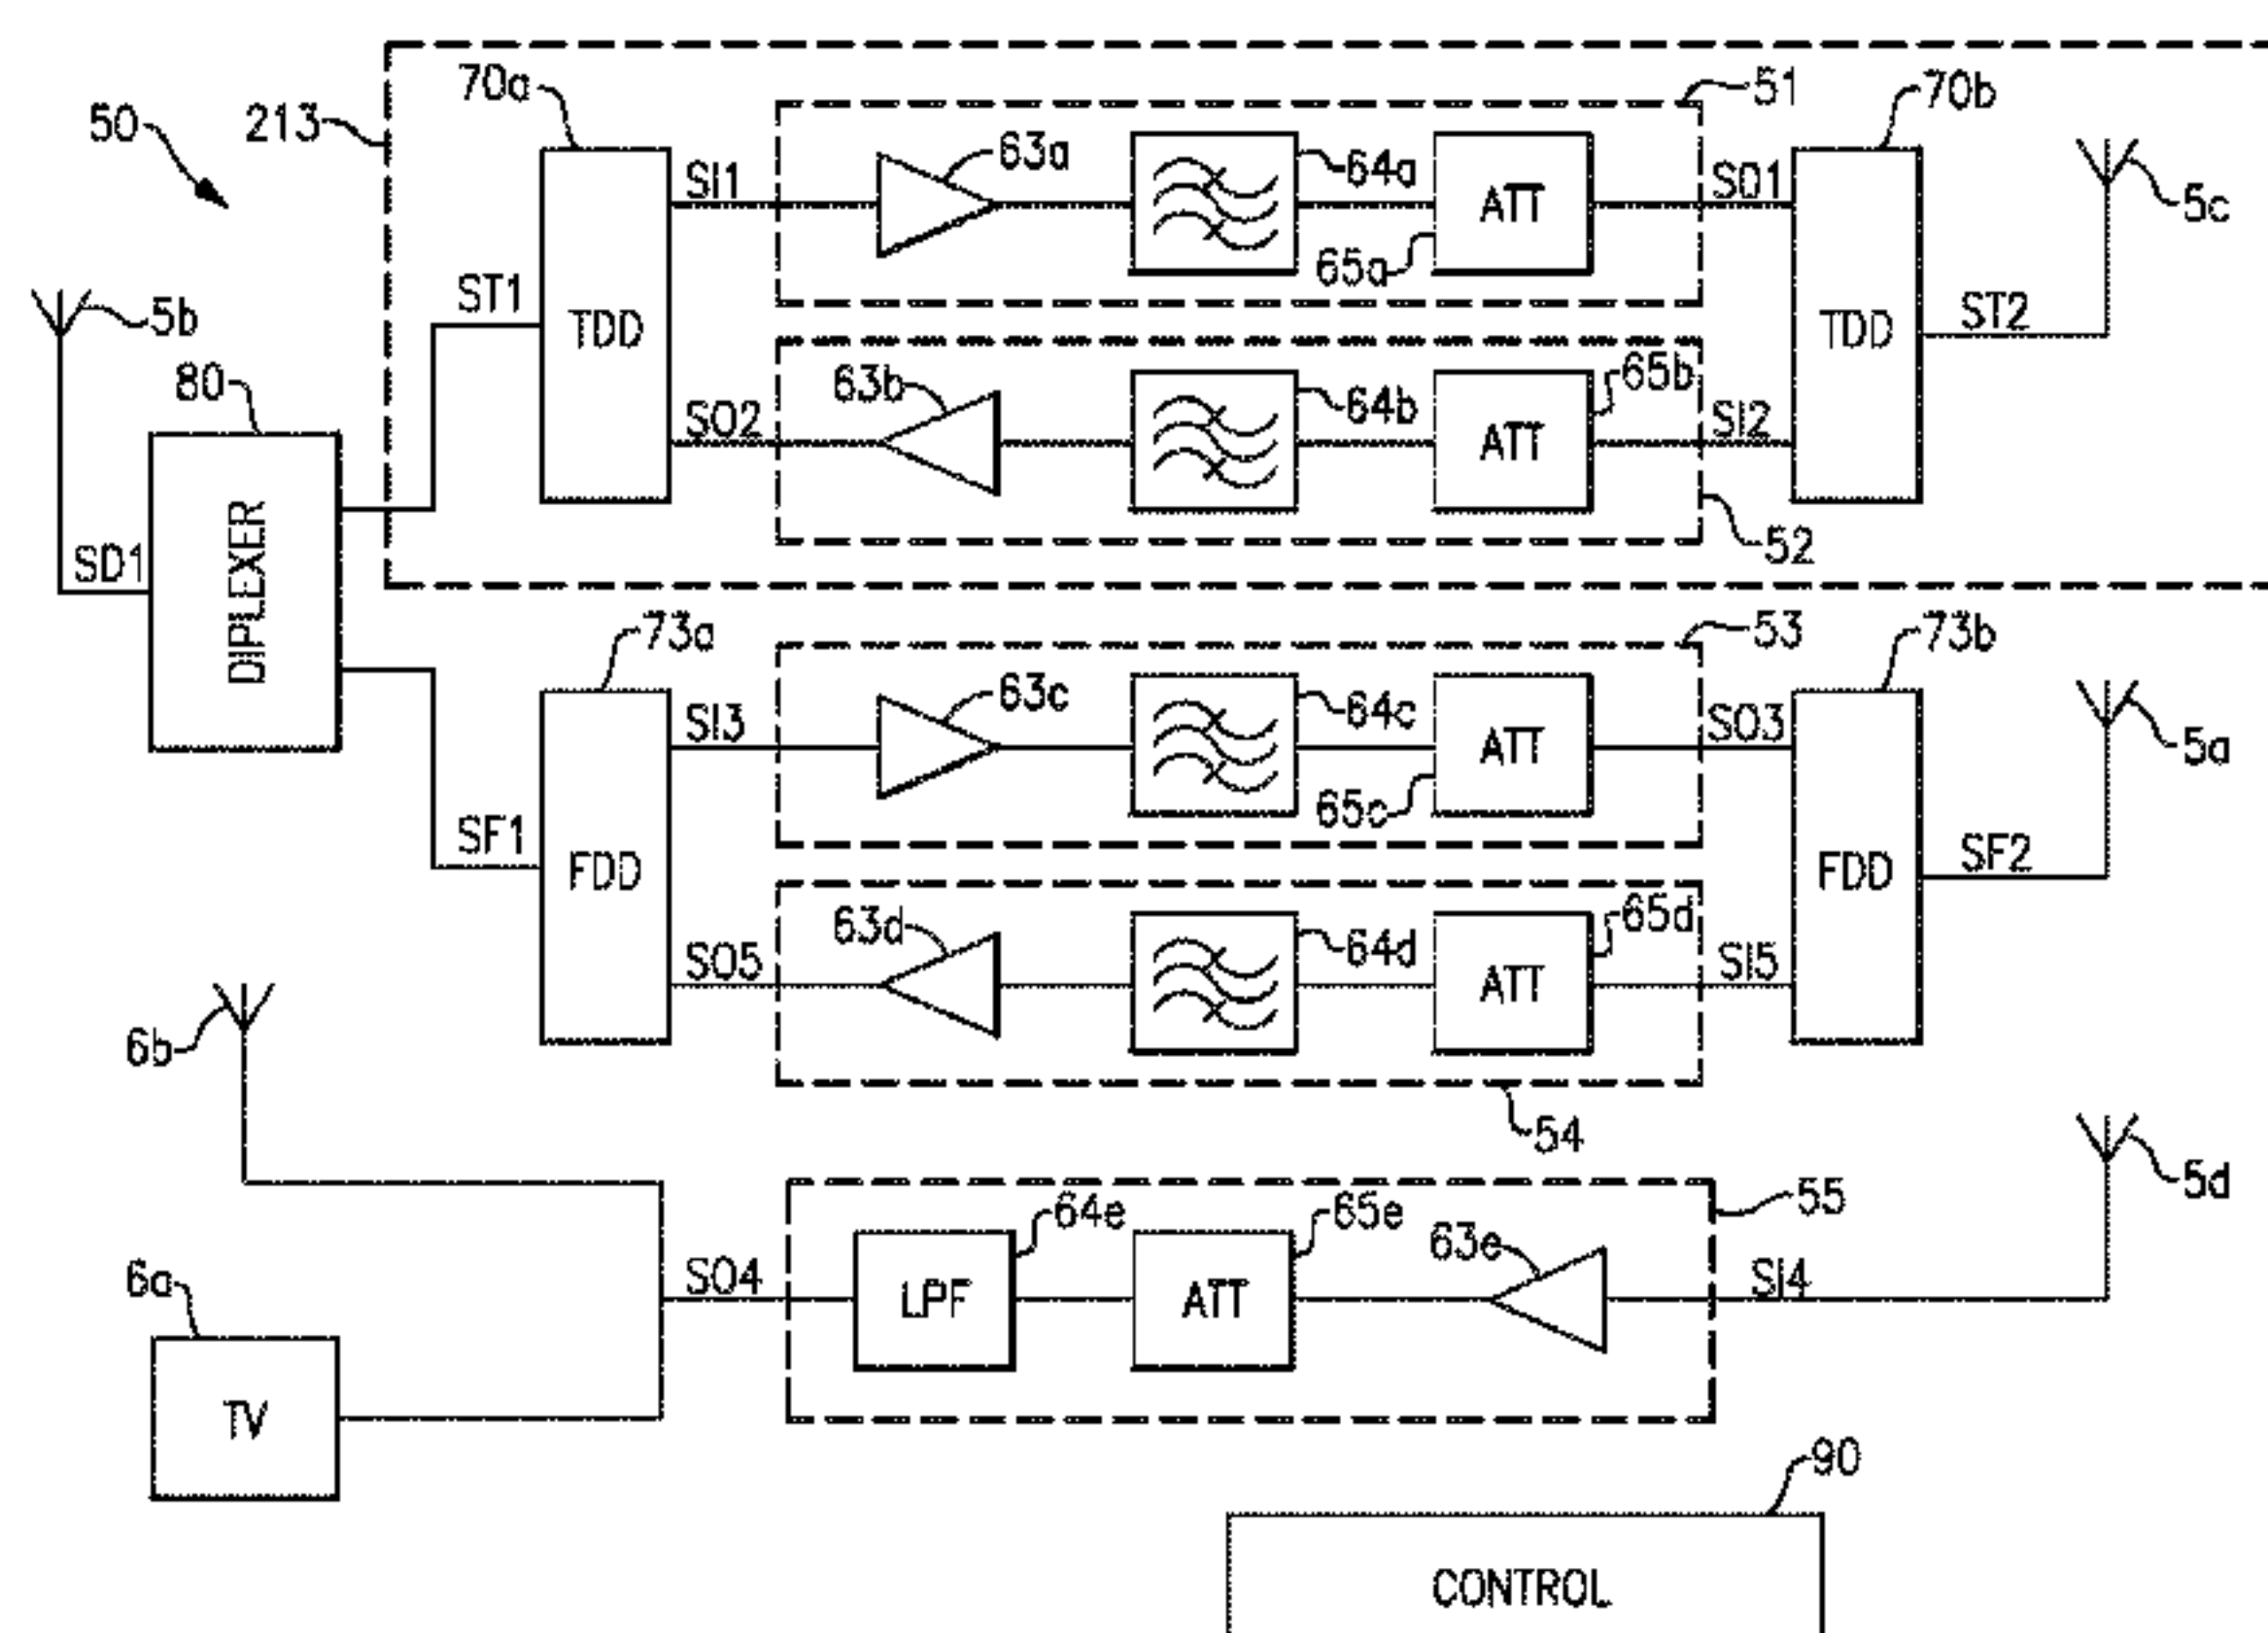 50
213
70a
51
70b
63a
64a
SI1
ATT
SO1
5c
65a
ST1
TDD
ST2
TDD
5b
80
63b
64b
65b
SO2
ATT
SI2
52
DIPLEXER
SD1
73a
53
73b
63c
64c
SI3
ATT
SO3
5a
65c
SF1
FDD
SF2
FDD
63d
64d
65d
SO5
ATT
SI5
6b
54
5d
64e
65e
63e
55
6a
SO4
LPF
ATT
SI4
TV
90
CONTROL